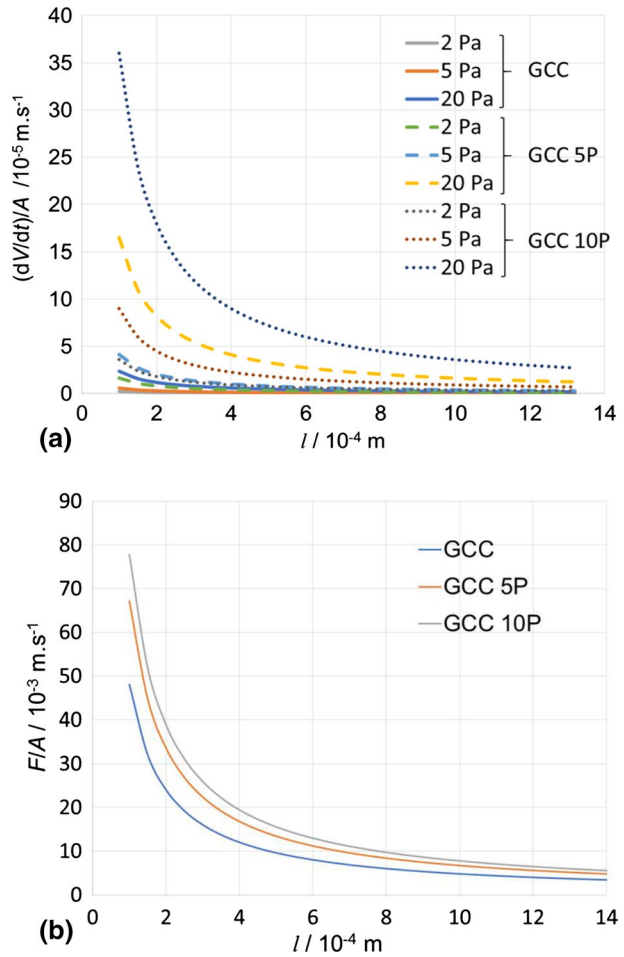 40
35
30
25
20
15
10
5
0
(dV/dt)/A /10⁻⁵ m.s⁻¹
2 Pa
5 Pa GCC
20 Pa
2 Pa
5 Pa GCC 5P
20 Pa
2 Pa
5 Pa GCC 10P
20 Pa
0 2 4 6 8 10 12 14
(a) l / 10⁻⁴ m
90
80
70
60
50
40
30
20
10
0
F/A / 10⁻³ m.s⁻¹
GCC
GCC 5P
GCC 10P
0 2 4 6 8 10 12 14
(b) l / 10⁻⁴ m